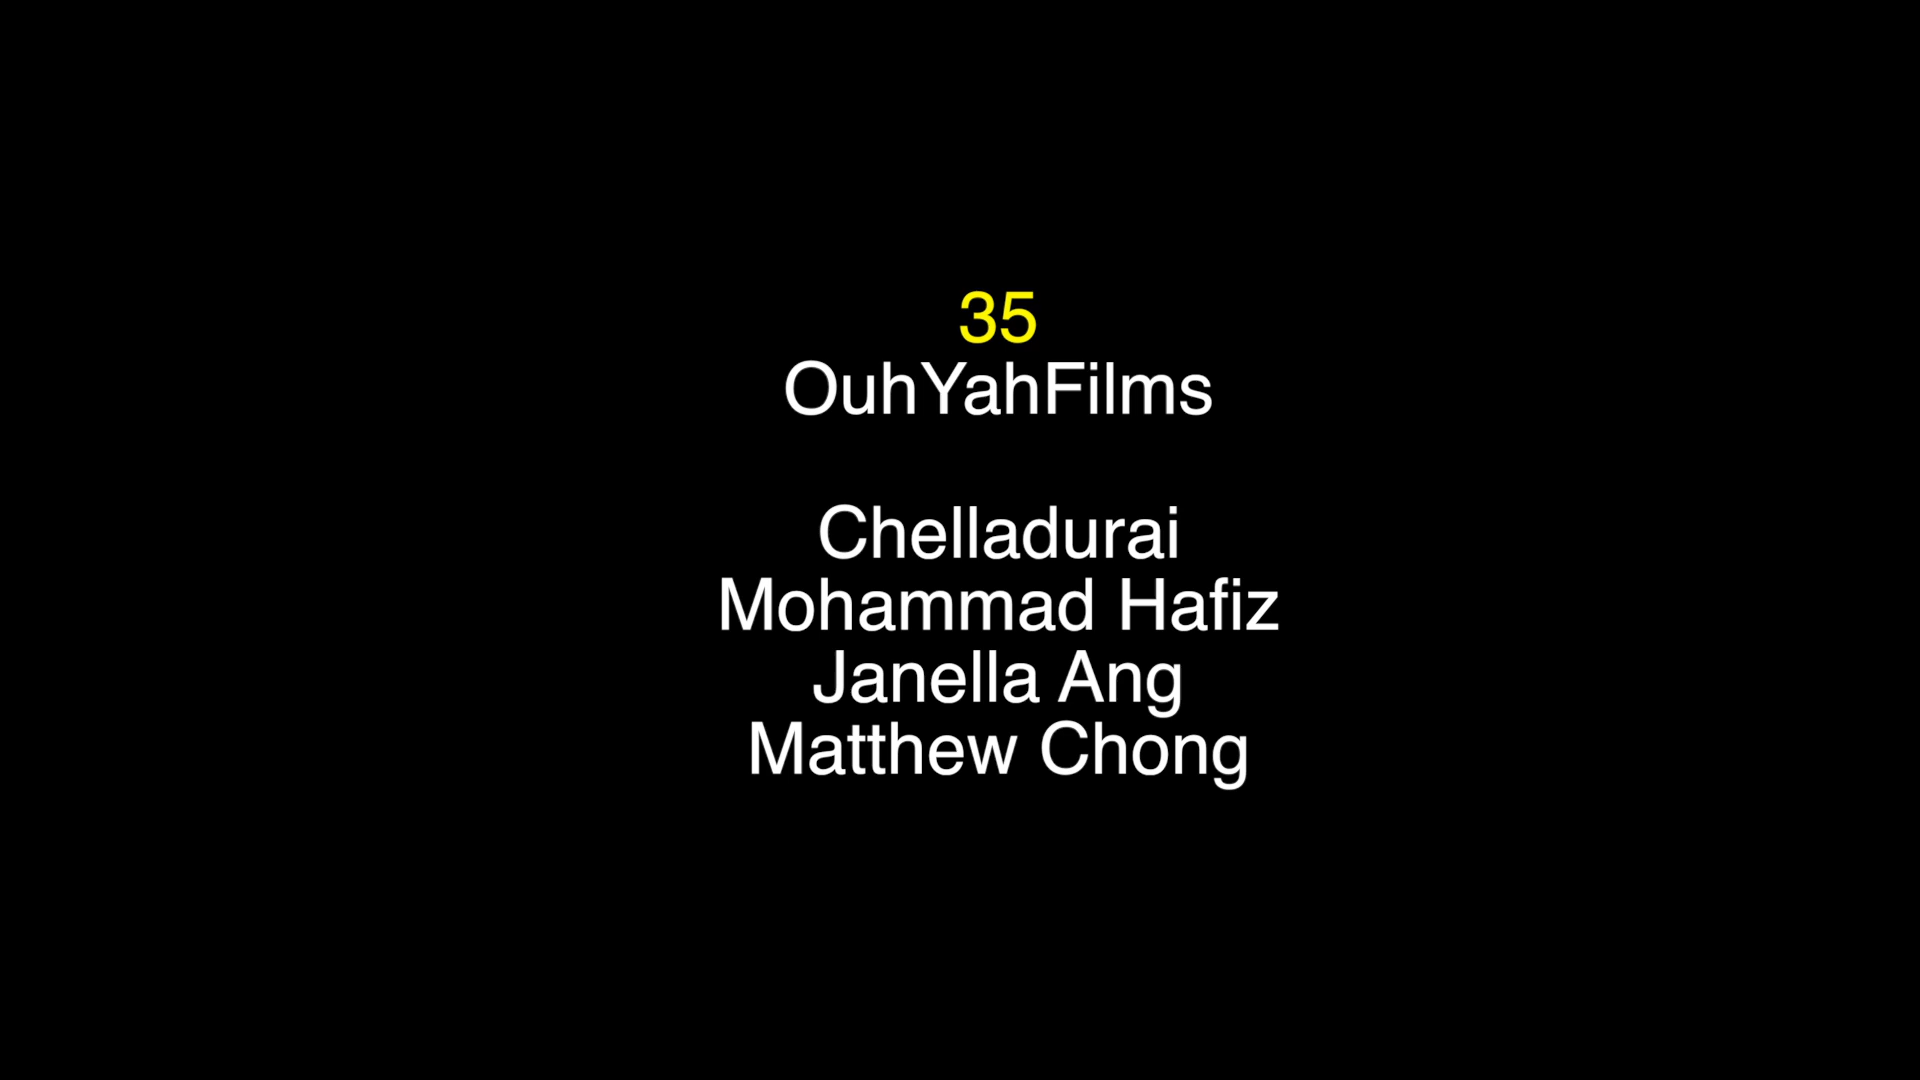 35
OuhYahFilms
Chelladurai
Mohammad Hafiz
Janella Ang
Matthew Chong